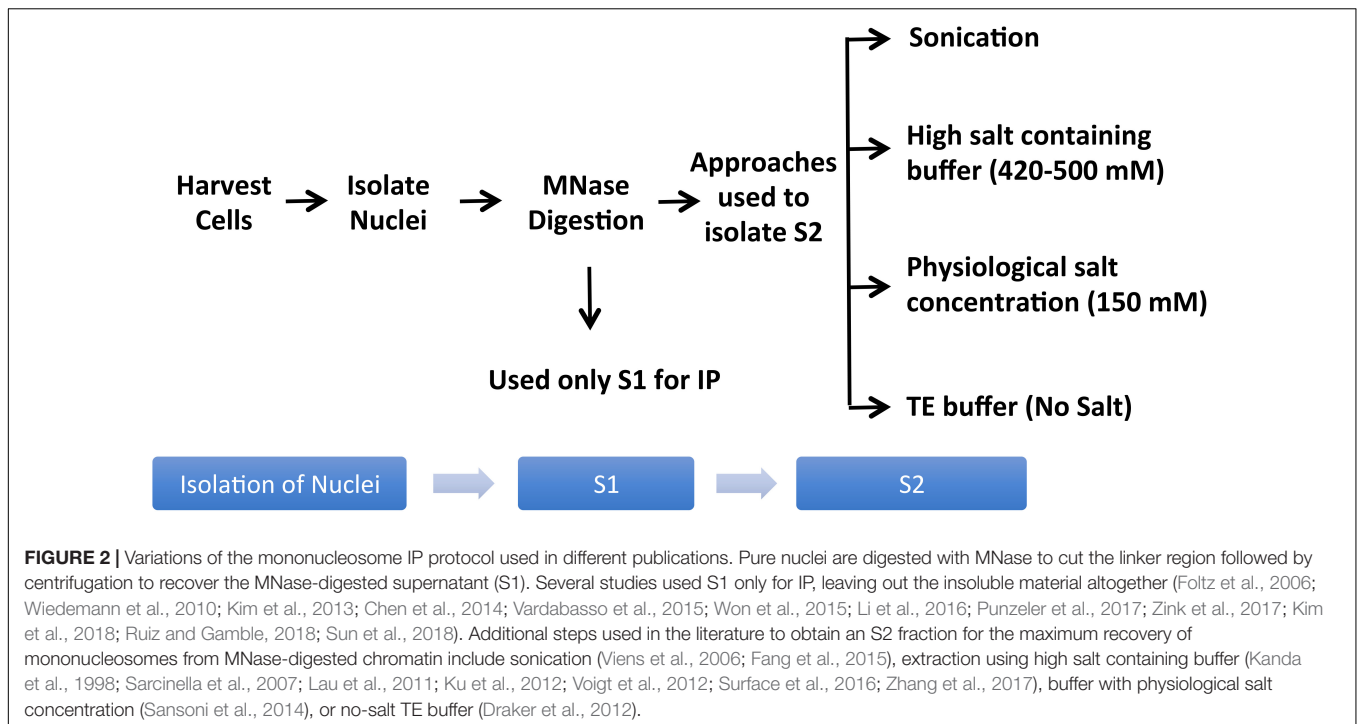 Harvest
Cells
Isolate
Nuclei
MNase
Digestion
Approaches
used to
isolate S2
Sonication
High salt containing
buffer (420-500 mM)
Physiological salt
concentration (150 mM)
TE buffer (No Salt)
Used only S1 for IP
Isolation of Nuclei
S1
S2
FIGURE 2 | Variations of the mononucleosome IP protocol used in different publications. Pure nuclei are digested with MNase to cut the linker region followed by
centrifugation to recover the MNase-digested supernatant (S1). Several studies used S1 only for IP, leaving out the insoluble material altogether (Foltz et al., 2006;
Wiedemann et al., 2010; Kim et al., 2013; Chen et al., 2014; Vardabasso et al., 2015; Won et al., 2015; Li et al., 2016; Punzeler et al., 2017; Zink et al., 2017; Kim
et al., 2018; Ruiz and Gamble, 2018; Sun et al., 2018). Additional steps used in the literature to obtain an S2 fraction for the maximum recovery of
mononucleosomes from MNase-digested chromatin include sonication (Viens et al., 2006; Fang et al., 2015), extraction using high salt containing buffer (Kanda
et al., 1998; Sarcinella et al., 2007; Lau et al., 2011; Ku et al., 2012; Voigt et al., 2012; Surface et al., 2016; Zhang et al., 2017), buffer with physiological salt
concentration (Sansoni et al., 2014), or no-salt TE buffer (Draker et al., 2012).